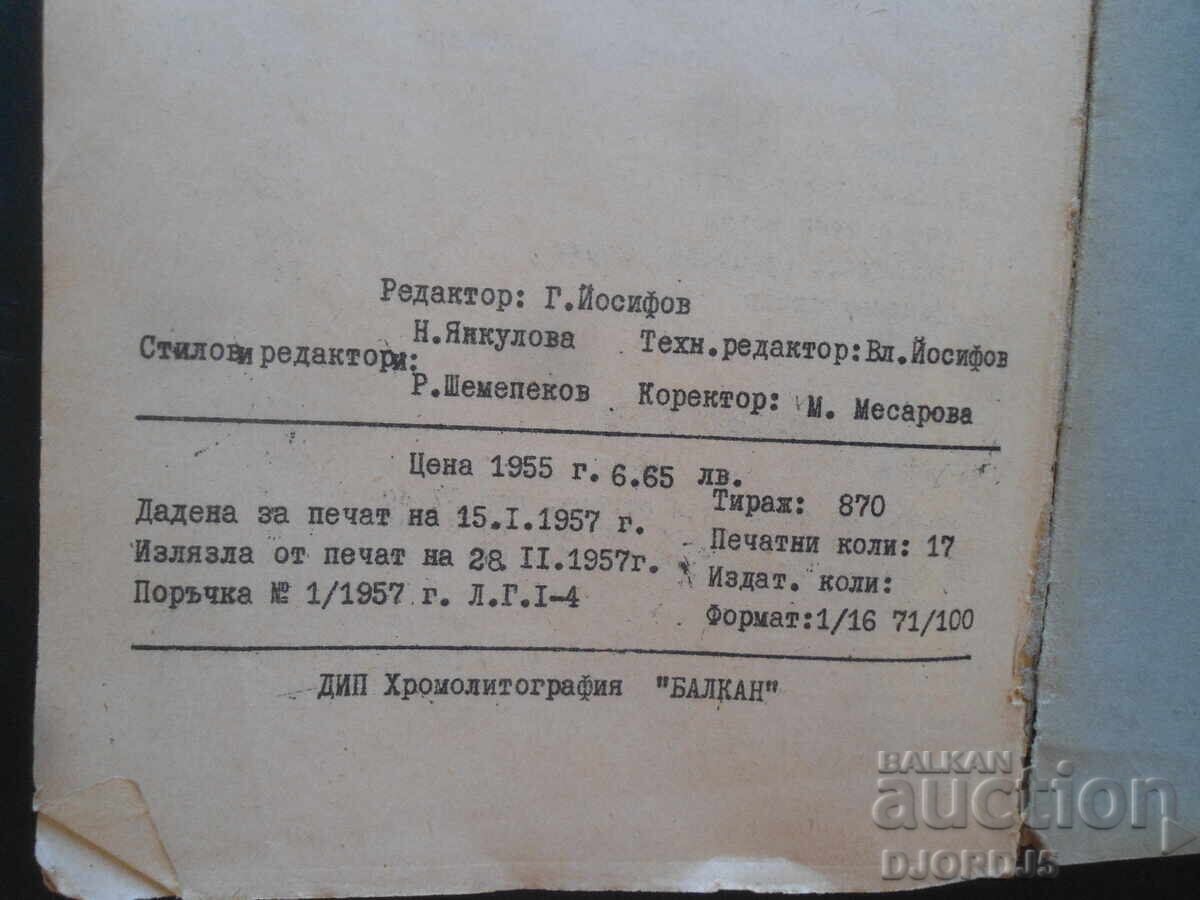 Редактор: Г.Йосифов
Н.Янкулова
Стилови редактори:
Р.Шемепеков
Техн.редактор:Вл.Йосифов
Коректор: М. Месарова
Цена 1955 г. 6.65 лв.
Дадена за печат на 15.I.1957 г.
Излязла от печат на 28 II.1957г.
Поръчка № 1/1957 г. Л.Г.I-4
Тираж: 870
Печатни коли: 17
Издат. коли:
Формат:1/16 71/100
ДИП Хромолитография "БАЛКАН"
BALKAN
auction
DJORDJ5